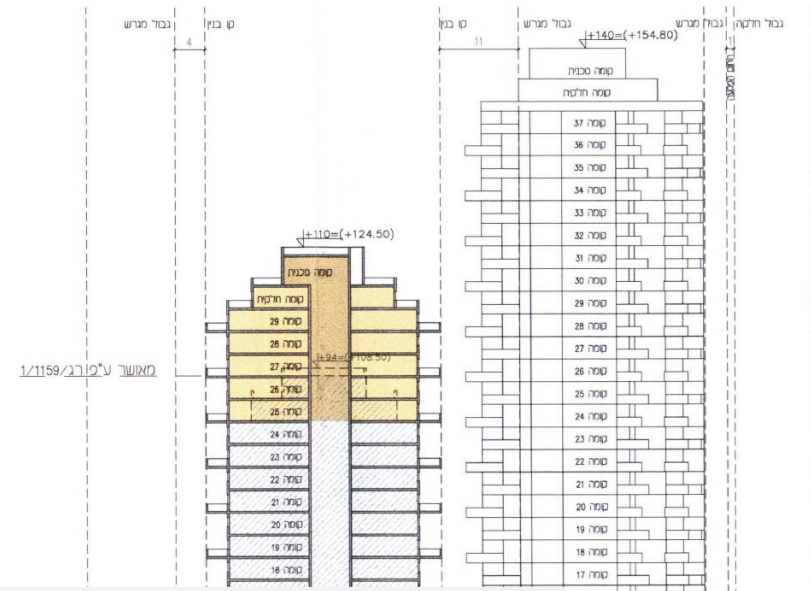 גבול מגרש
קו בנין
קו בנין
גבול מגרש
גבול מגרש
גבול חלקה
4
11
1
+140=(+154.80)
קומה טכנית
קומה חלקית
קומה 37
קומה 36
קומה 35
קומה 34
קומה 33
קומה 32
קומה 31
קומה 30
קומה 29
קומה 28
קומה 27
קומה 26
קומה 25
קומה 24
קומה 23
קומה 22
קומה 21
קומה 20
קומה 19
קומה 18
קומה 17
+110=(+124.50)
קומה טכנית
קומה חלקית
קומה 29
קומה 28
+94=(+108.50)
קומה 27
קומה 26
קומה 25
קומה 24
קומה 23
קומה 22
קומה 21
קומה 20
קומה 19
קומה 18
מאושר ע"פ רג/1/1159